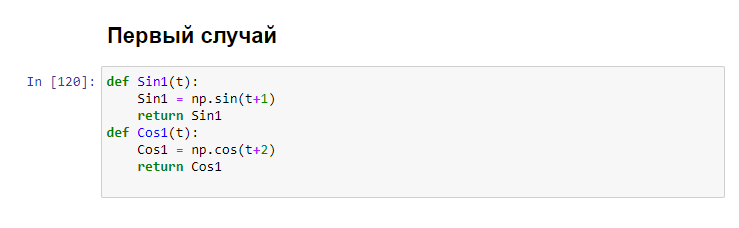 Первый случай
In [120]: def Sin1(t):
    Sin1 = np.sin(t+1)
    return Sin1
def Cos1(t):
    Cos1 = np.cos(t+2)
    return Cos1